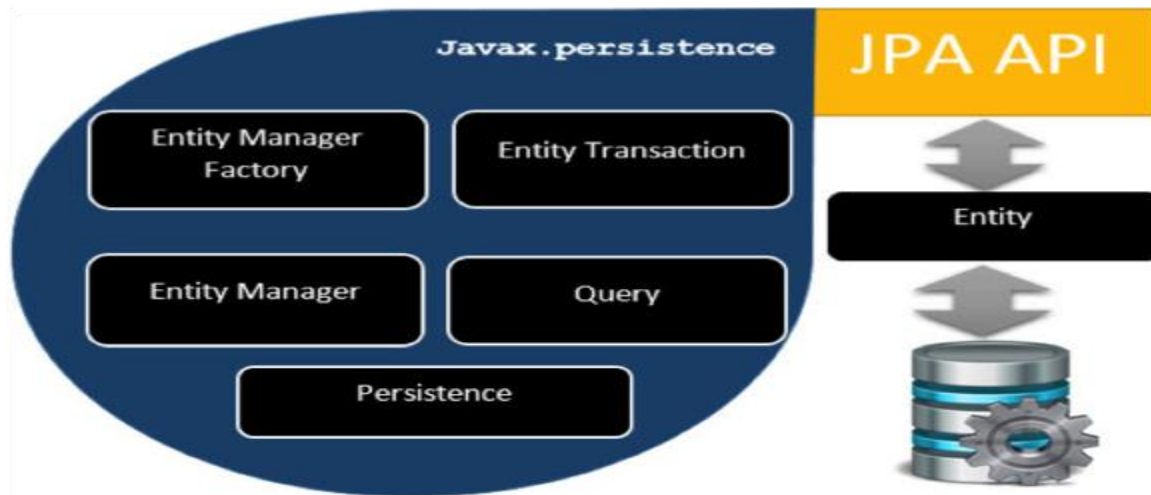 Javax.persistence
JPA API
Entity Manager
Factory
Entity Transaction
Entity
Entity Manager
Query
Persistence